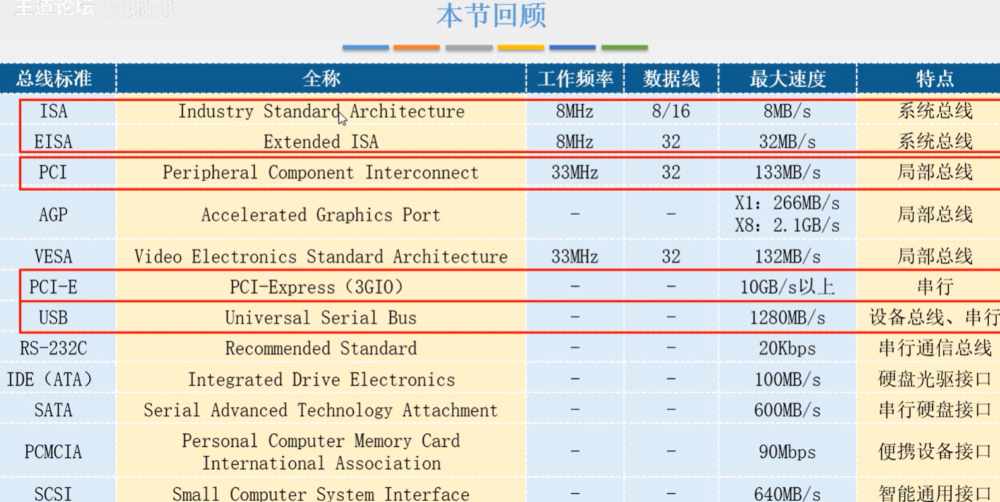 王道论坛 bilibili
本节回顾
总线标准 全称 工作频率 数据线 最大速度 特点
ISA Industry Standard Architecture 8MHz 8/16 8MB/s 系统总线
EISA Extended ISA 8MHz 32 32MB/s 系统总线
PCI Peripheral Component Interconnect 33MHz 32 133MB/s 局部总线
AGP Accelerated Graphics Port - - X1: 266MB/s
X8: 2.1GB/s 局部总线
VESA Video Electronics Standard Architecture 33MHz 32 132MB/s 局部总线
PCI-E PCI-Express（3GIO） - - 10GB/s以上 串行
USB Universal Serial Bus - - 1280MB/s 设备总线、串行
RS-232C Recommended Standard - - 20Kbps 串行通信总线
IDE（ATA） Integrated Drive Electronics - - 100MB/s 硬盘光驱接口
SATA Serial Advanced Technology Attachment - - 600MB/s 串行硬盘接口
PCMCIA Personal Computer Memory Card
International Association - - 90Mbps 便携设备接口
SCSI Small Computer System Interface - - 640MB/s 智能通用接口